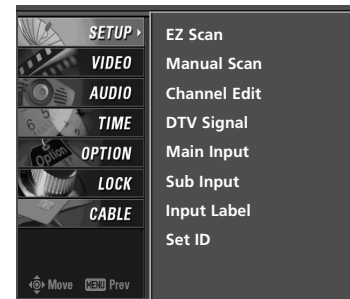 SETUP
VIDEO
AUDIO
TIME
OPTION
LOCK
CABLE
Move MENU Prev
EZ Scan
Manual Scan
Channel Edit
DTV Signal
Main Input
Sub Input
Input Label
Set ID